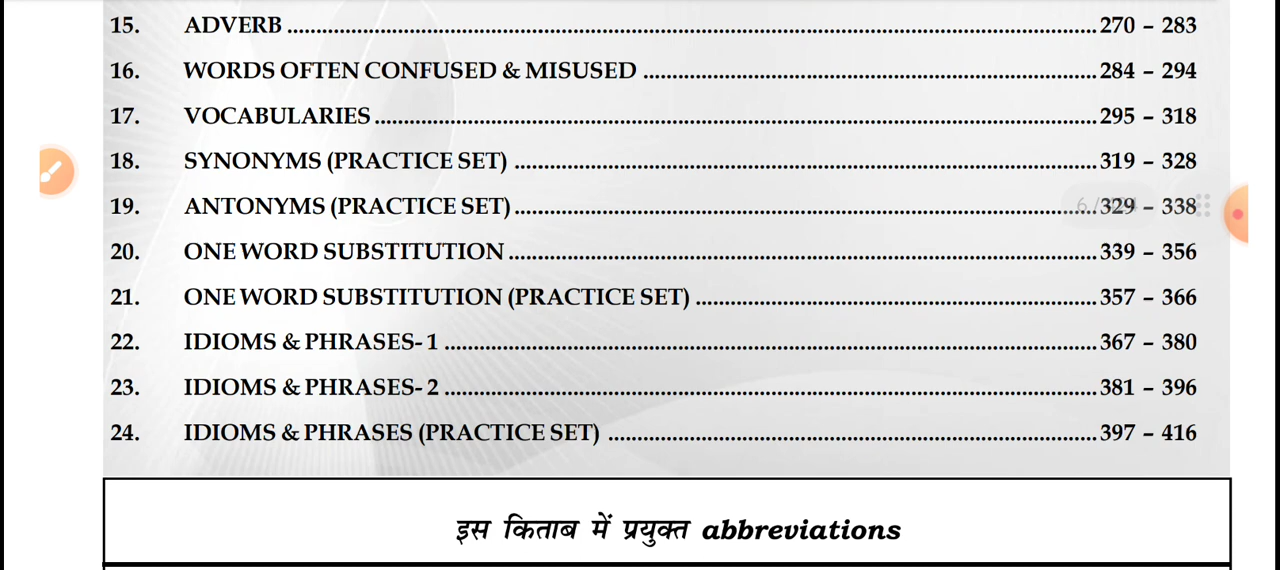 15. ADVERB 270 – 283
16. WORDS OFTEN CONFUSED & MISUSED 284 – 294
17. VOCABULARIES 295 – 318
18. SYNONYMS (PRACTICE SET) 319 – 328
19. ANTONYMS (PRACTICE SET) 329 – 338
20. ONE WORD SUBSTITUTION 339 – 356
21. ONE WORD SUBSTITUTION (PRACTICE SET) 357 – 366
22. IDIOMS & PHRASES- 1 367 – 380
23. IDIOMS & PHRASES- 2 381 – 396
24. IDIOMS & PHRASES (PRACTICE SET) 397 – 416
इस किताब में प्रयुक्त abbreviations